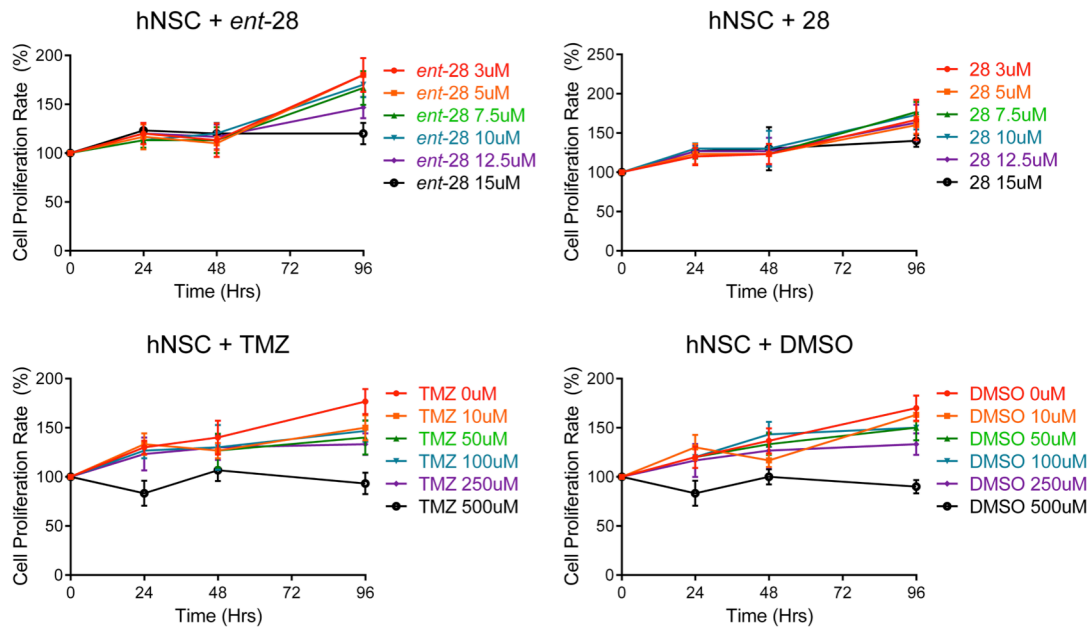 hNSC + ent-28
Cell Proliferation Rate (%)
200
150
100
50
0
0 24 48 72 96
Time (Hrs)
ent-28 3uM
ent-28 5uM
ent-28 7.5uM
ent-28 10uM
ent-28 12.5uM
ent-28 15uM
hNSC + 28
Cell Proliferation Rate (%)
250
200
150
100
50
0
0 24 48 72 96
Time (Hrs)
28 3uM
28 5uM
28 7.5uM
28 10uM
28 12.5uM
28 15uM
hNSC + TMZ
Cell Proliferation Rate (%)
200
150
100
50
0
0 24 48 72 96
Time (Hrs)
TMZ 0uM
TMZ 10uM
TMZ 50uM
TMZ 100uM
TMZ 250uM
TMZ 500uM
hNSC + DMSO
Cell Proliferation Rate (%)
200
150
100
50
0
0 24 48 72 96
Time (Hrs)
DMSO 0uM
DMSO 10uM
DMSO 50uM
DMSO 100uM
DMSO 250uM
DMSO 500uM